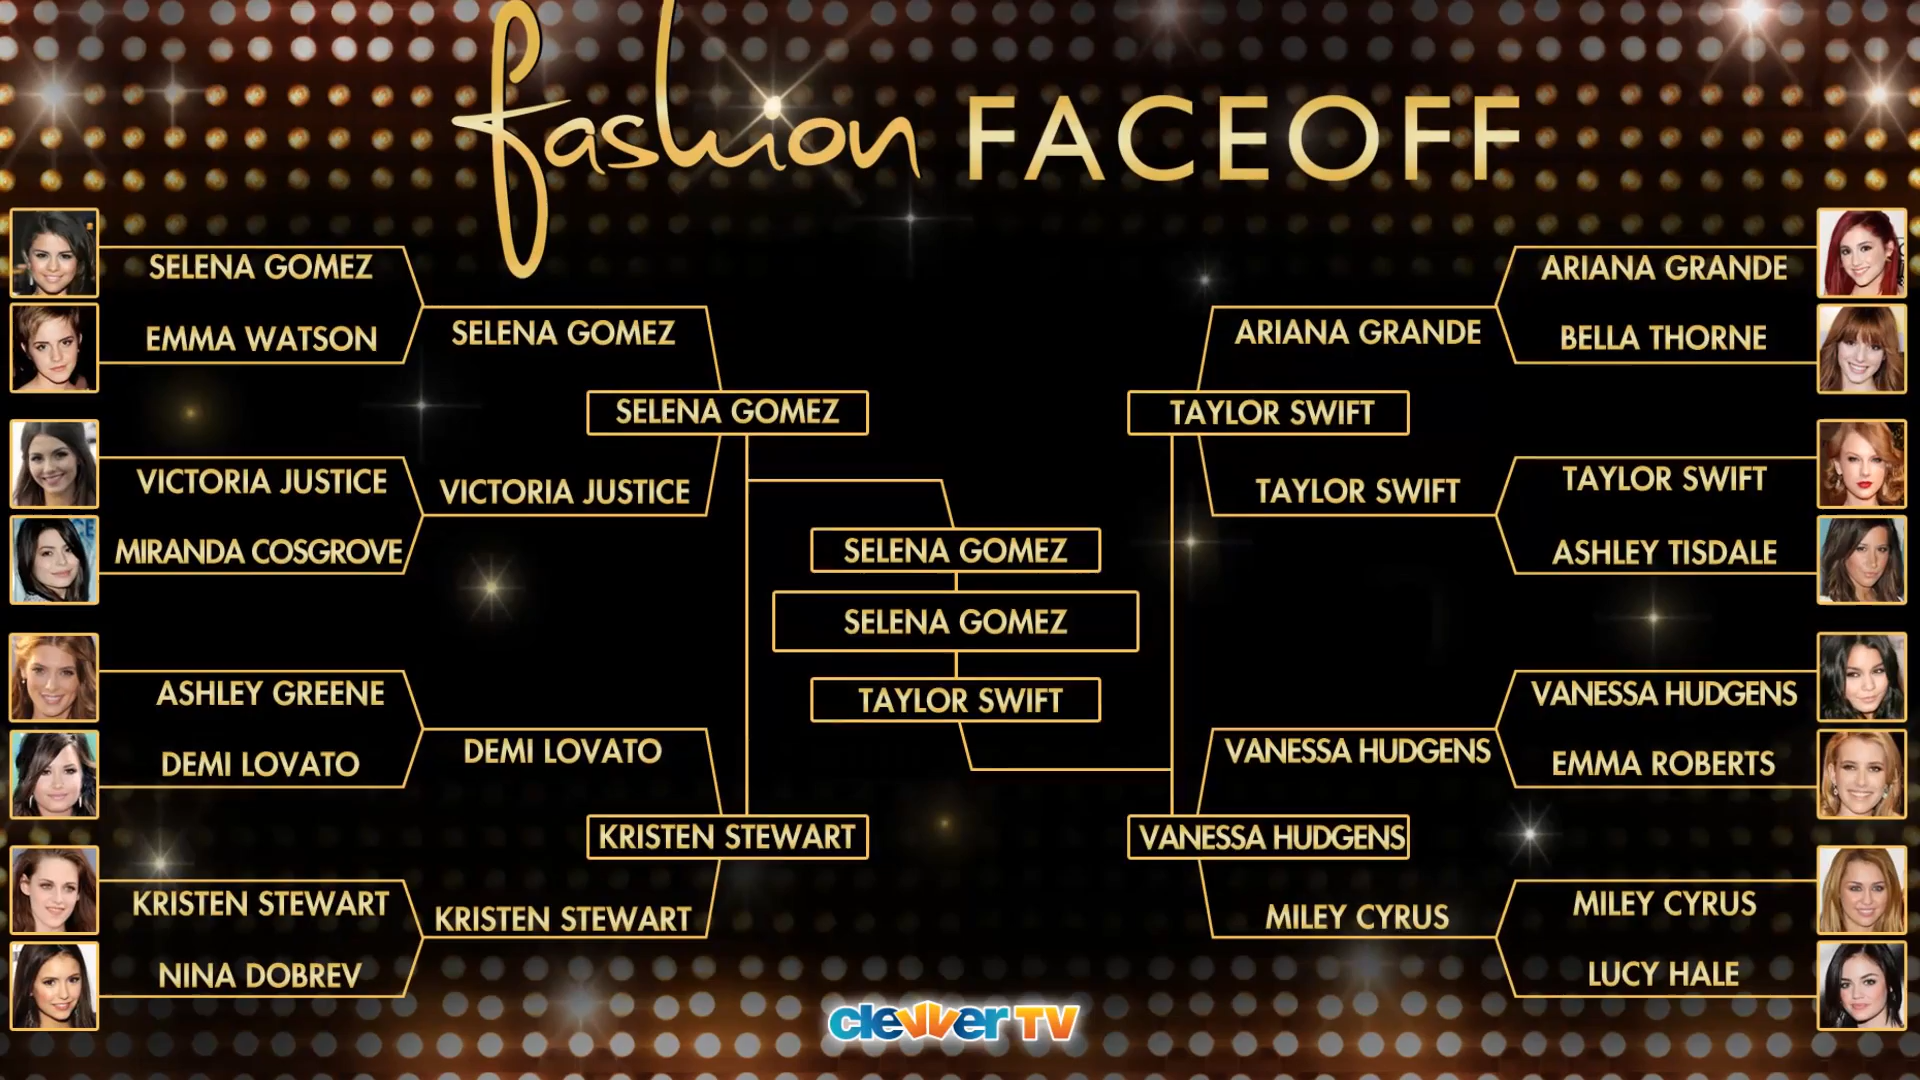 fashion FACEOFF
SELENA GOMEZ
EMMA WATSON
VICTORIA JUSTICE
MIRANDA COSGROVE
ASHLEY GREENE
DEMI LOVATO
KRISTEN STEWART
NINA DOBREV
SELENA GOMEZ
VICTORIA JUSTICE
DEMI LOVATO
KRISTEN STEWART
SELENA GOMEZ
KRISTEN STEWART
SELENA GOMEZ
SELENA GOMEZ
TAYLOR SWIFT
TAYLOR SWIFT
VANESSA HUDGENS
ARIANA GRANDE
TAYLOR SWIFT
VANESSA HUDGENS
MILEY CYRUS
ARIANA GRANDE
BELLA THORNE
TAYLOR SWIFT
ASHLEY TISDALE
VANESSA HUDGENS
EMMA ROBERTS
MILEY CYRUS
LUCY HALE
clevver TV